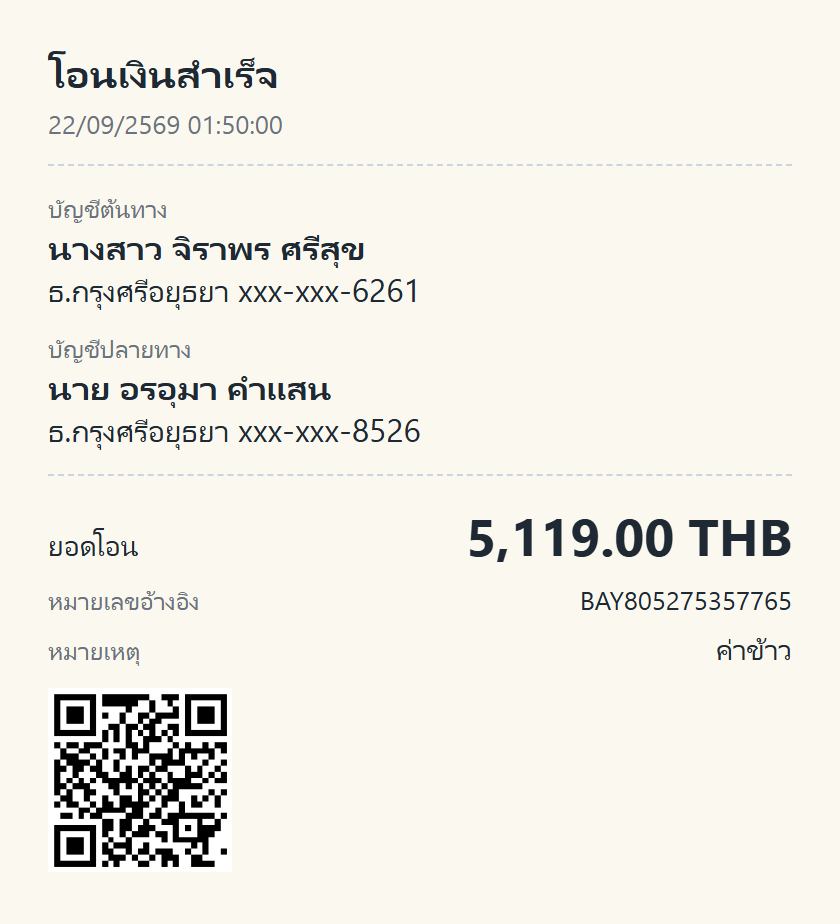 โอนเงินสำเร็จ
22/09/2569 01:50:00
บัญชีต้นทาง
นางสาว จิราพร ศรีสุข
ธ.กรุงศรีอยุธยา xxx-xxx-6261
บัญชีปลายทาง
นาย อรอุมา คำแสน
ธ.กรุงศรีอยุธยา xxx-xxx-8526
ยอดโอน 5,119.00 THB
หมายเลขอ้างอิง BAY805275357765
หมายเหตุ ค่าข้าว